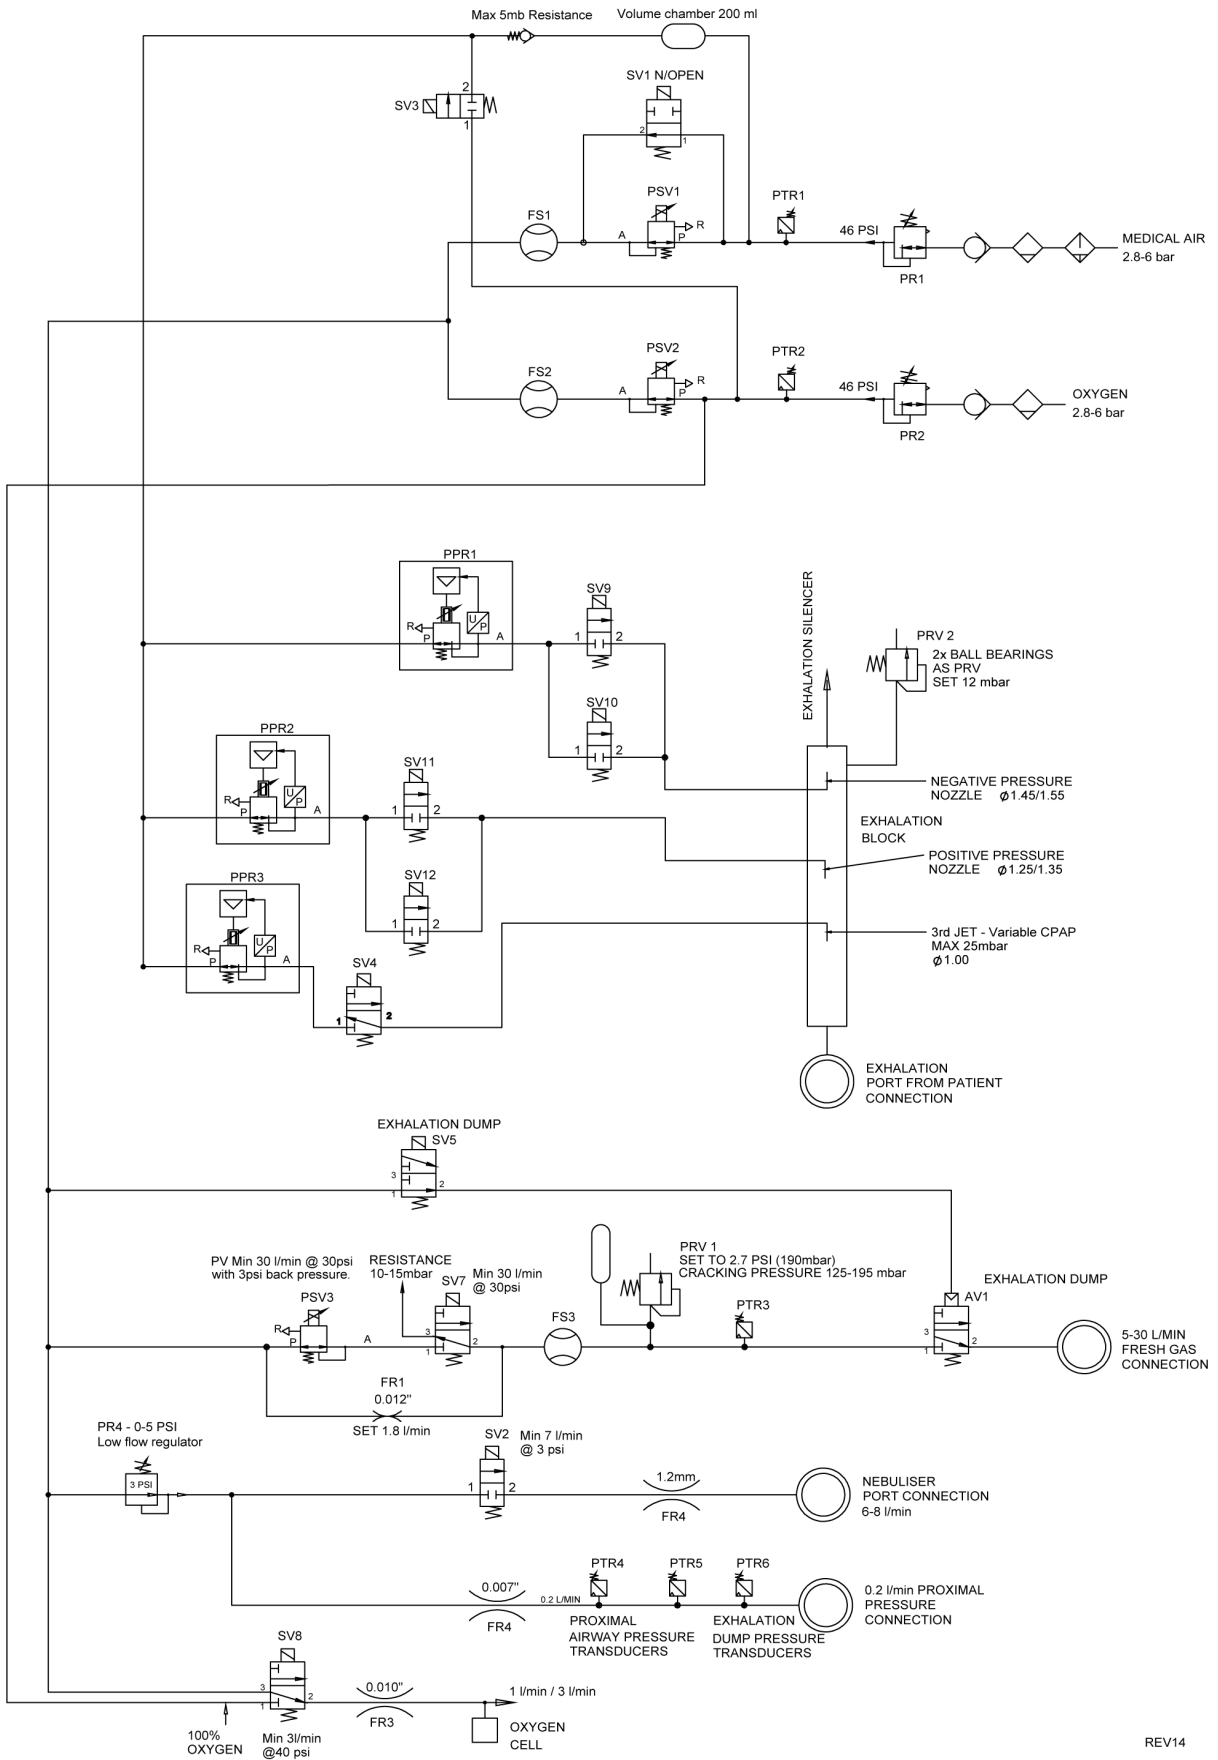 Max 5mb Resistance
Volume chamber 200 ml
SV1 N/OPEN
2
SV3
1
2
1
PSV1
PTR1
FS1
R
A
P
46 PSI
MEDICAL AIR
2.8-6 bar
PR1
PSV2
PTR2
FS2
R
A
P
46 PSI
OXYGEN
2.8-6 bar
PR2
PPR1
U
P
R
P
A
SV9
1
2
EXHALATION SILENCER
PRV 2
2x BALL BEARINGS
AS PRV
SET 12 mbar
SV10
1
2
PPR2
U
P
R
P
A
SV11
1
2
NEGATIVE PRESSURE
NOZZLE ϕ1.45/1.55
EXHALATION
BLOCK
POSITIVE PRESSURE
NOZZLE ϕ1.25/1.35
PPR3
U
P
R
P
A
SV12
1
2
3rd JET - Variable CPAP
MAX 25mbar
ϕ1.00
SV4
1
2
EXHALATION
PORT FROM PATIENT
CONNECTION
EXHALATION DUMP
SV5
3
1
2
PV Min 30 l/min @ 30psi
with 3psi back pressure.
RESISTANCE
10-15mbar
Min 30 l/min
@ 30psi
SV7
PRV 1
SET TO 2.7 PSI (190mbar)
CRACKING PRESSURE 125-195 mbar
EXHALATION DUMP
PSV3
R
P
A
3
1
2
FS3
PTR3
AV1
3
1
2
5-30 L/MIN
FRESH GAS
CONNECTION
FR1
0.012"
SET 1.8 l/min
PR4 - 0-5 PSI
Low flow regulator
3 PSI
SV2
Min 7 l/min
@ 3 psi
1
2
1.2mm
FR4
NEBULISER
PORT CONNECTION
6-8 l/min
0.007"
FR4
0.2 L/MIN
PTR4
PTR5
PTR6
PROXIMAL
AIRWAY PRESSURE
TRANSDUCERS
EXHALATION
DUMP PRESSURE
TRANSDUCERS
0.2 l/min PROXIMAL
PRESSURE
CONNECTION
SV8
3
1
2
100%
OXYGEN
Min 3l/min
@40 psi
0.010"
FR3
1 l/min / 3 l/min
OXYGEN
CELL
REV14